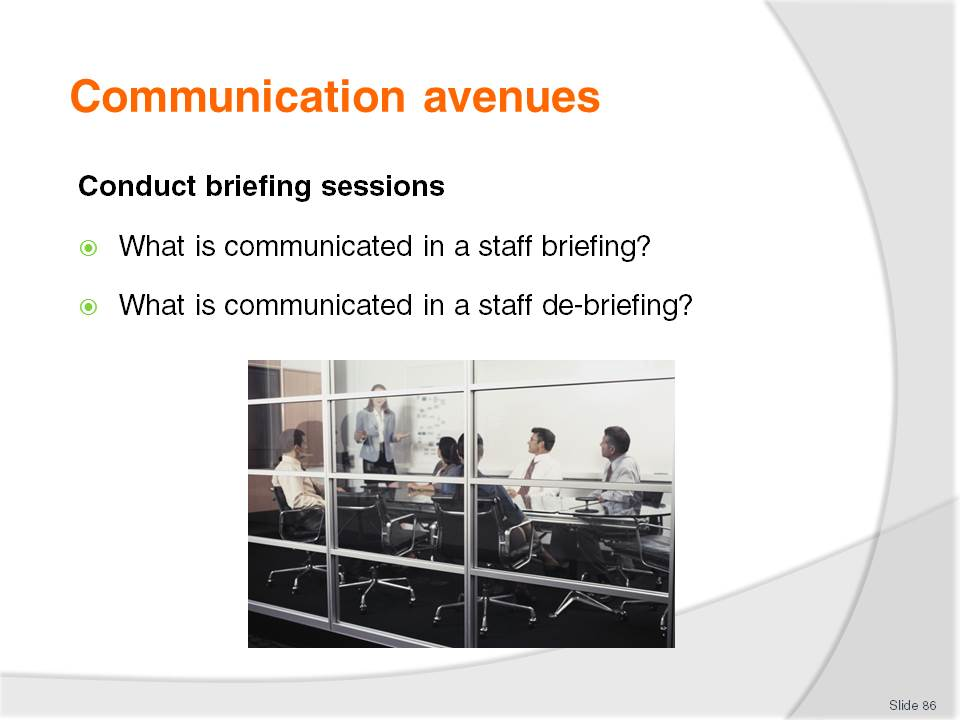 Communication avenues
Conduct briefing sessions
What is communicated in a staff briefing?
What is communicated in a staff de-briefing?
Slide 86